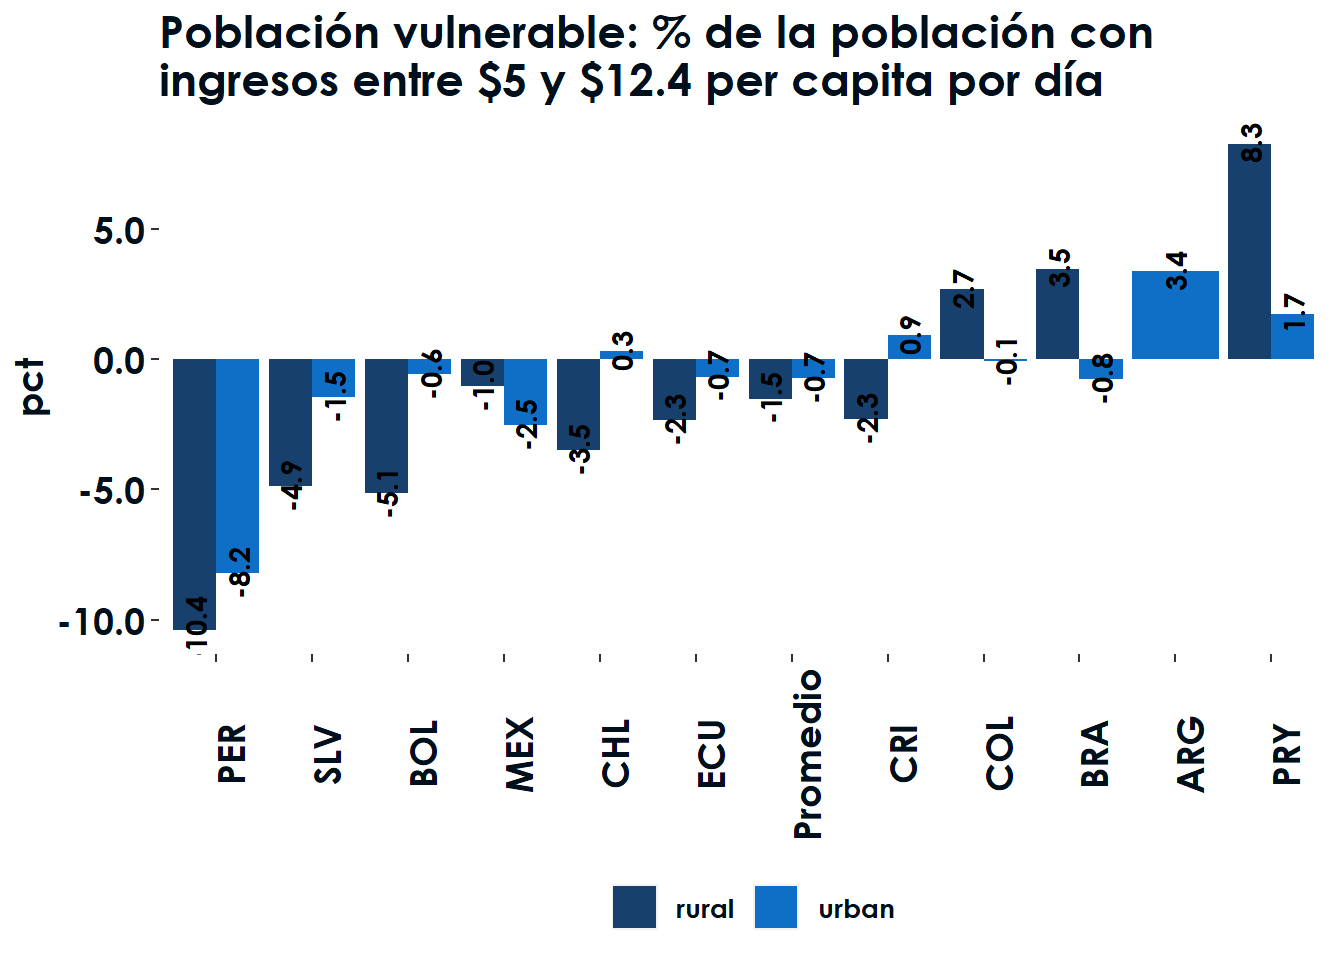 Población vulnerable: % de la población con
ingresos entre $5 y $12.4 per capita por día
pct
5.0
0.0
-5.0
-10.0
-10.4
-8.2
-4.9
-1.5
-5.1
-0.6
-1.0
-2.5
-3.5
0.3
-2.3
-0.7
-1.5
-0.7
-2.3
0.9
2.7
-0.1
3.5
-0.8
3.4
8.3
1.7
PER
SLV
BOL
MEX
CHL
ECU
Promedio
CRI
COL
BRA
ARG
PRY
rural
urban